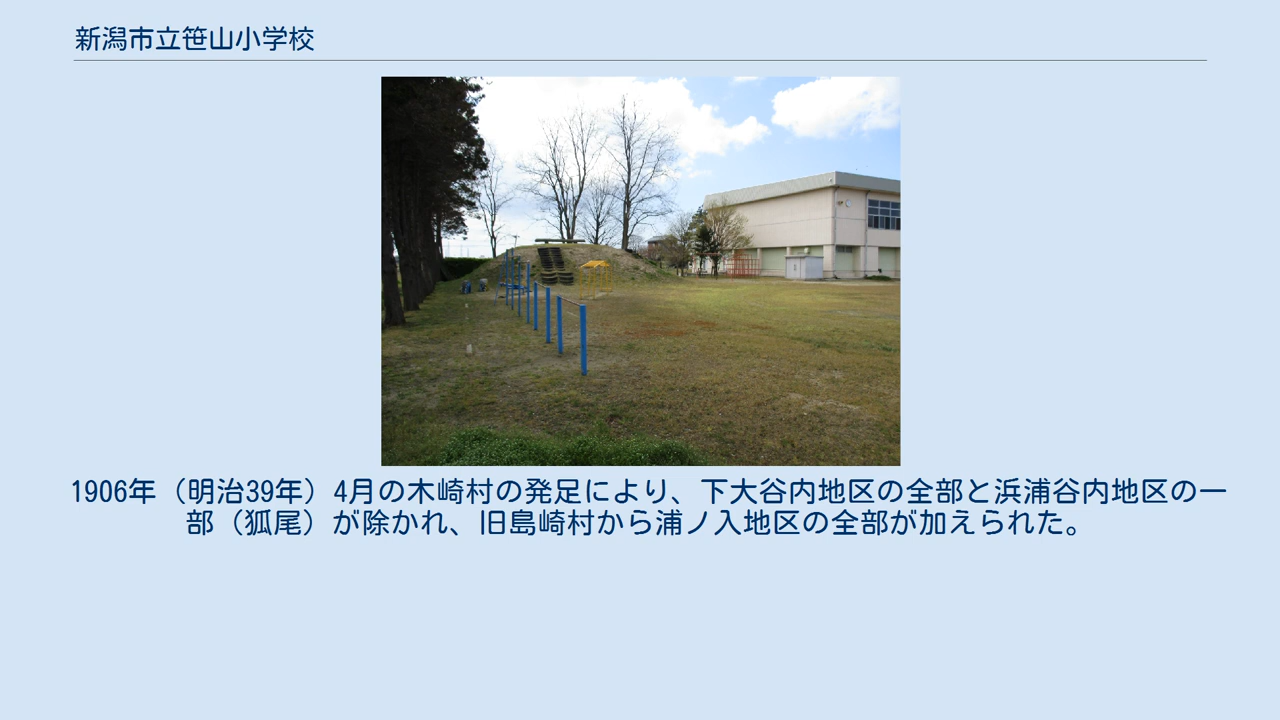 新潟市立笹山小学校
1906年（明治39年）4月の木崎村の発足により、下大谷内地区の全部と浜浦谷内地区の一
部（狐尾）が除かれ、旧島崎村から浦ノ入地区の全部が加えられた。